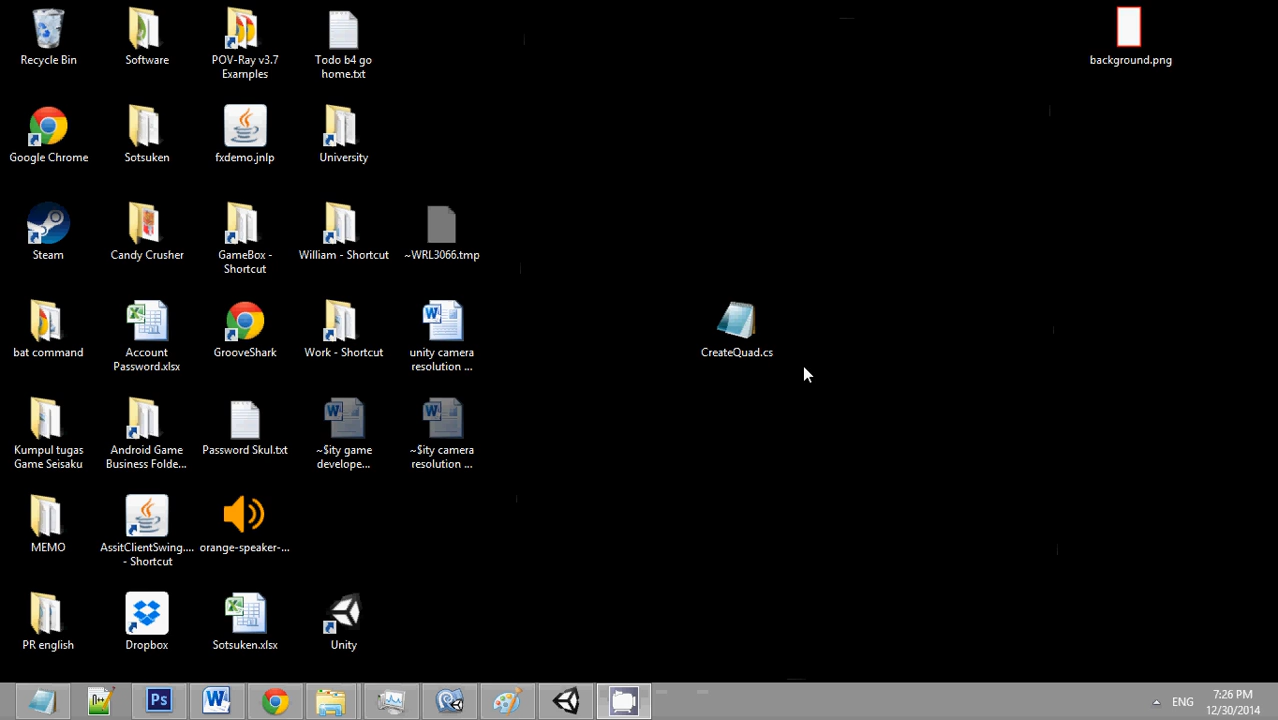 Recycle Bin
Software
POV-Ray v3.7
Examples
Todo b4 go
home.txt
background.png
Google Chrome
Sotsuken
fxdemo.jnlp
University
Steam
Candy Crusher
GameBox -
Shortcut
William - Shortcut
~WRL3066.tmp
bat command
Account
Password.xlsx
GrooveShark
Work - Shortcut
unity camera
resolution ...
CreateQuad.cs
Kumpul tugas
Game Seisaku
Android Game
Business Folde...
Password Skul.txt
~$ity game
develope...
~$ity camera
resolution ...
MEMO
AssitClientSwing....
- Shortcut
orange-speaker-...
PR english
Dropbox
Sotsuken.xlsx
Unity
Ps
ENG
7:26 PM
12/30/2014